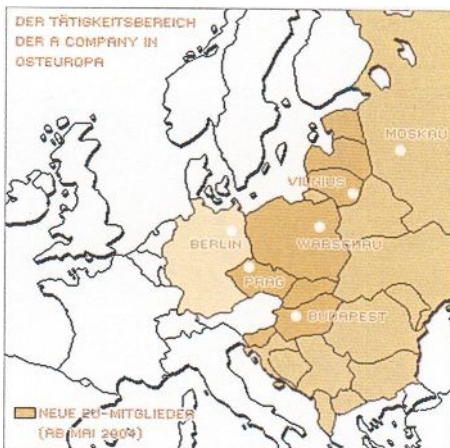 DER TÄTIGKEITSBEREICH
DER A COMPANY IN
OSTEUROPA
MOSKAU
VILNIUS
BERLIN
WARSCHAU
PRAG
BUDAPEST
NEUE EU-MITGLIEDER
(AB MAI 2004)